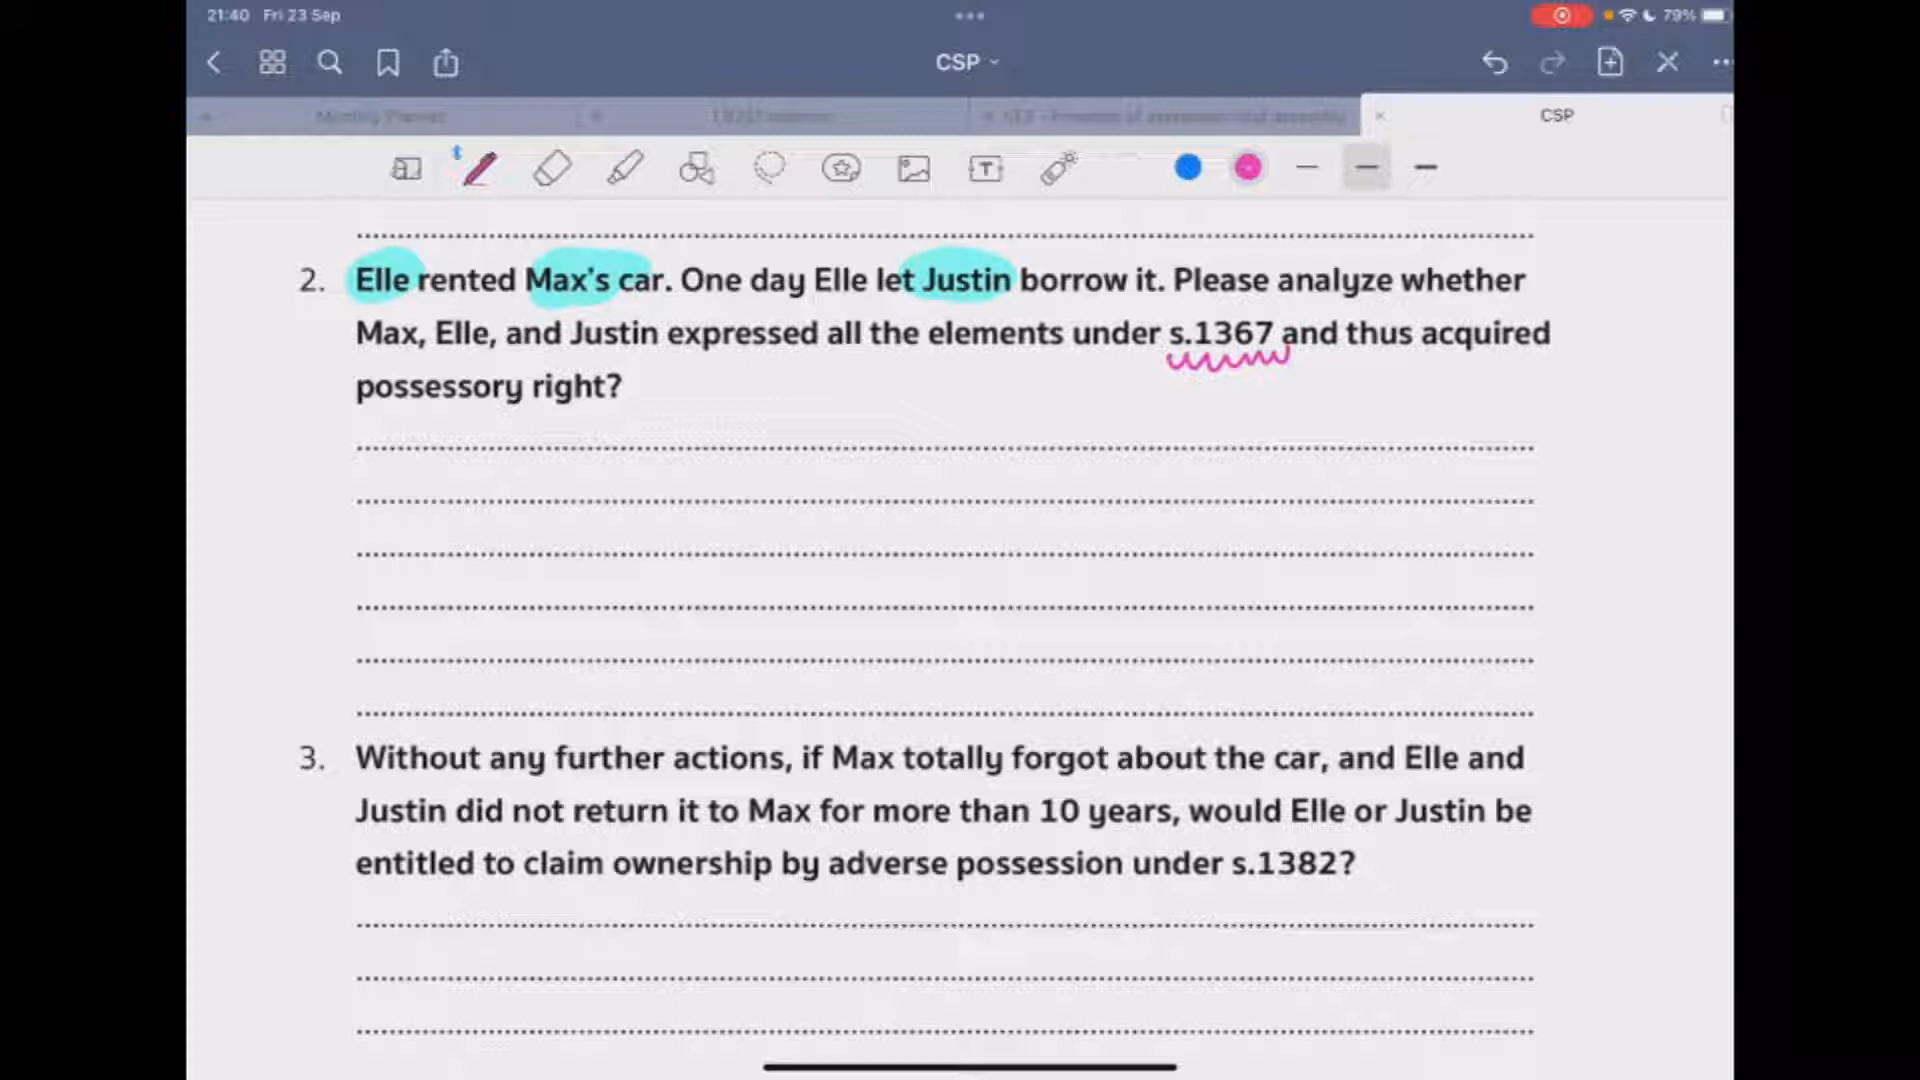 21:40 Fri 23 Sep
79%
CSP
CSP
2. Elle rented Max's car. One day Elle let Justin borrow it. Please analyze whether
Max, Elle, and Justin expressed all the elements under s.1367 and thus acquired
possessory right?
3. Without any further actions, if Max totally forgot about the car, and Elle and
Justin did not return it to Max for more than 10 years, would Elle or Justin be
entitled to claim ownership by adverse possession under s.1382?